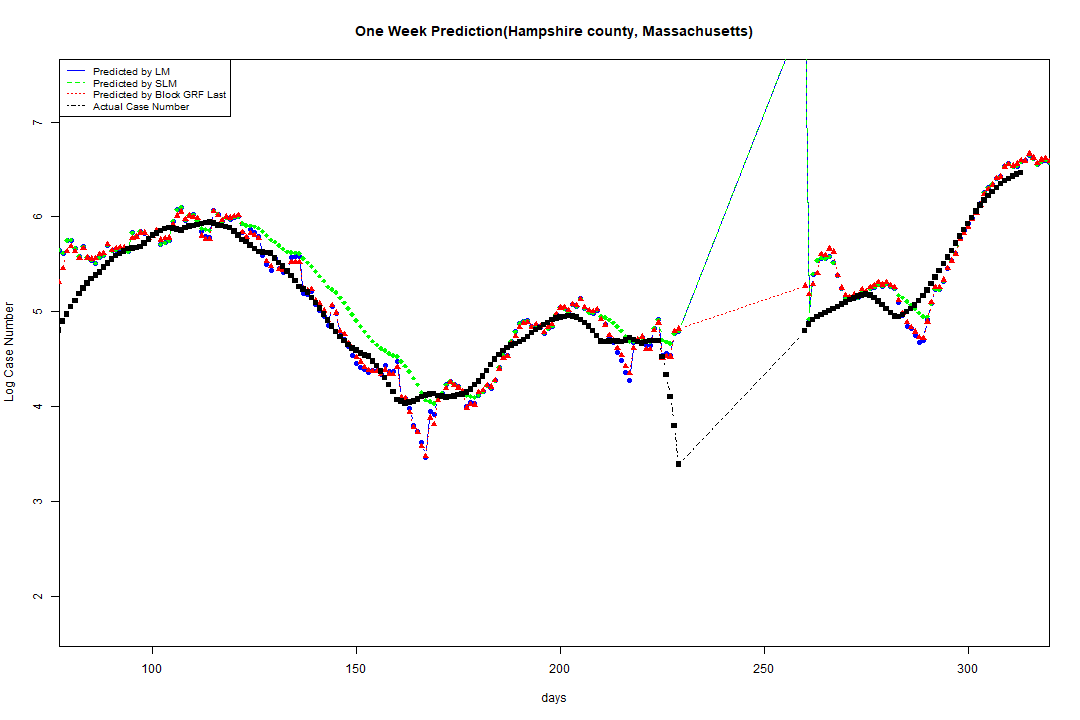 One Week Prediction(Hampshire county, Massachusetts)
Predicted by LM
Predicted by SLM
Predicted by Block GRF Last
Actual Case Number
Log Case Number
7
6
5
4
3
2
100 150 200 250 300
days